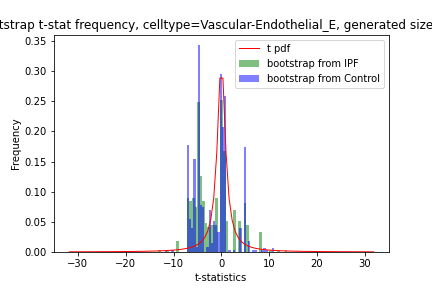 tstrap t-stat frequency, celltype=Vascular-Endothelial_E, generated size
0.35
0.30
0.25
0.20
0.15
0.10
0.05
0.00
Frequency
t pdf
bootstrap from IPF
bootstrap from Control
−30 −20 −10 0 10 20 30
t-statistics